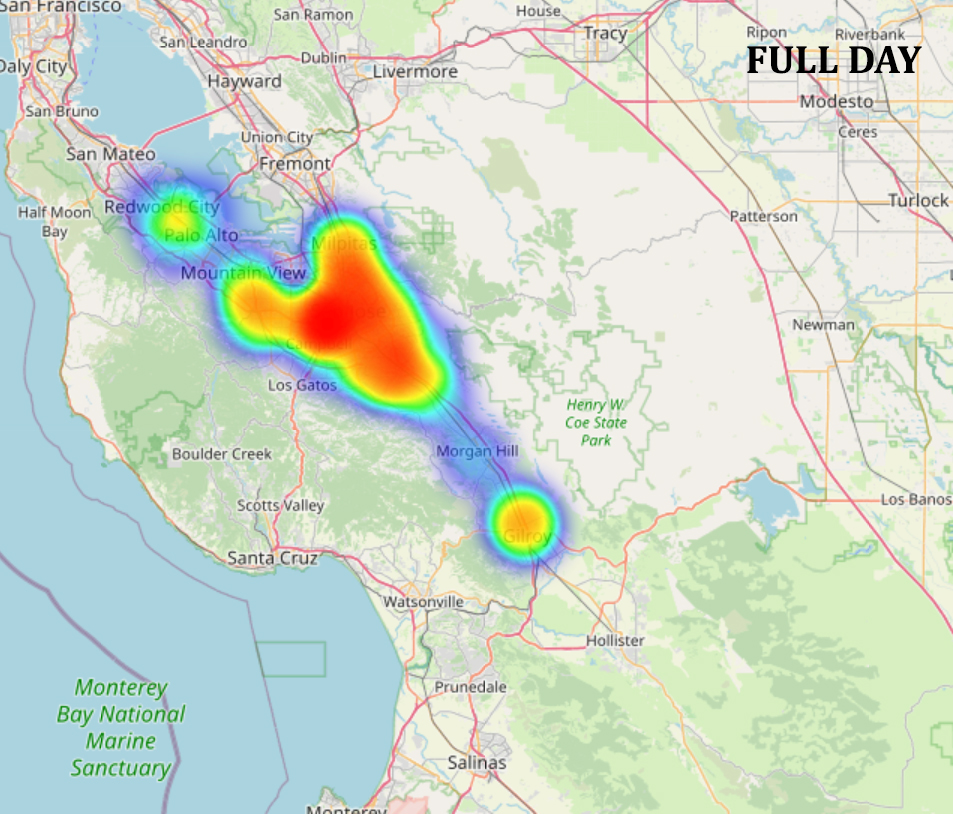 San Francisco
San Ramon
House
Ripon
Riverbank
San Leandro
Tracy
FULL DAY
Daly City
Dublin
Livermore
Hayward
Modesto
San Bruno
Ceres
Union City
San Mateo
Fremont
Redwood City
Turlock
Half Moon
Bay
Patterson
Palo Alto
Milpitas
Mountain View
Newman
Los Gatos
Henry W
Coe State
Park
Morgan Hill
Boulder Creek
Los Banos
Scotts Valley
Gilroy
Santa Cruz
Watsonville
Hollister
Prunedale
Monterey
Bay National
Marine
Sanctuary
Salinas
Monterey